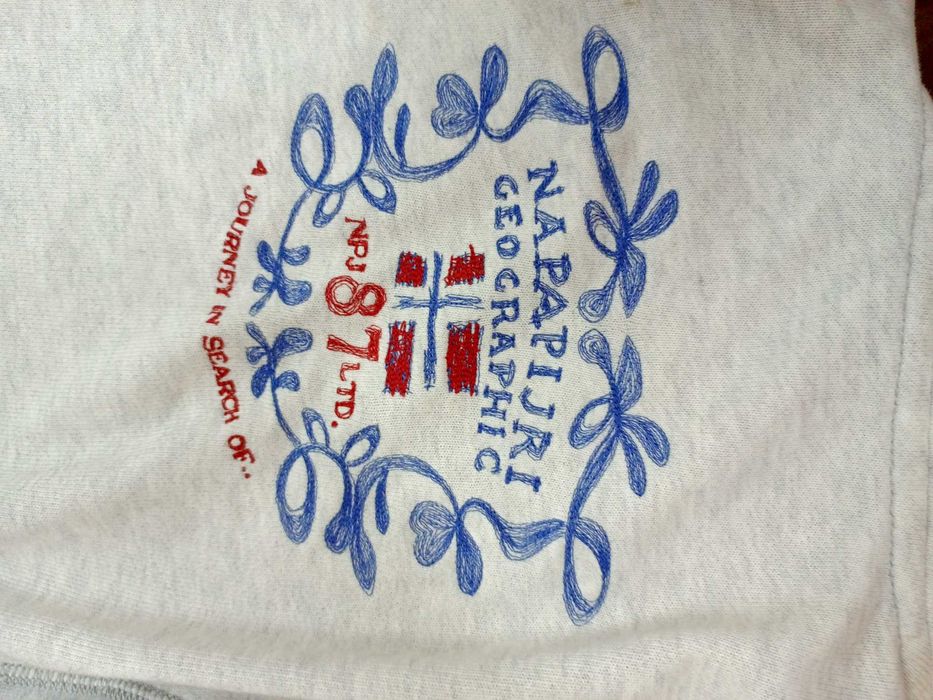 NAPAPIJRI
GEOGRAPHIC
NPJ 87 LTD.
A JOURNEY IN SEARCH OF..